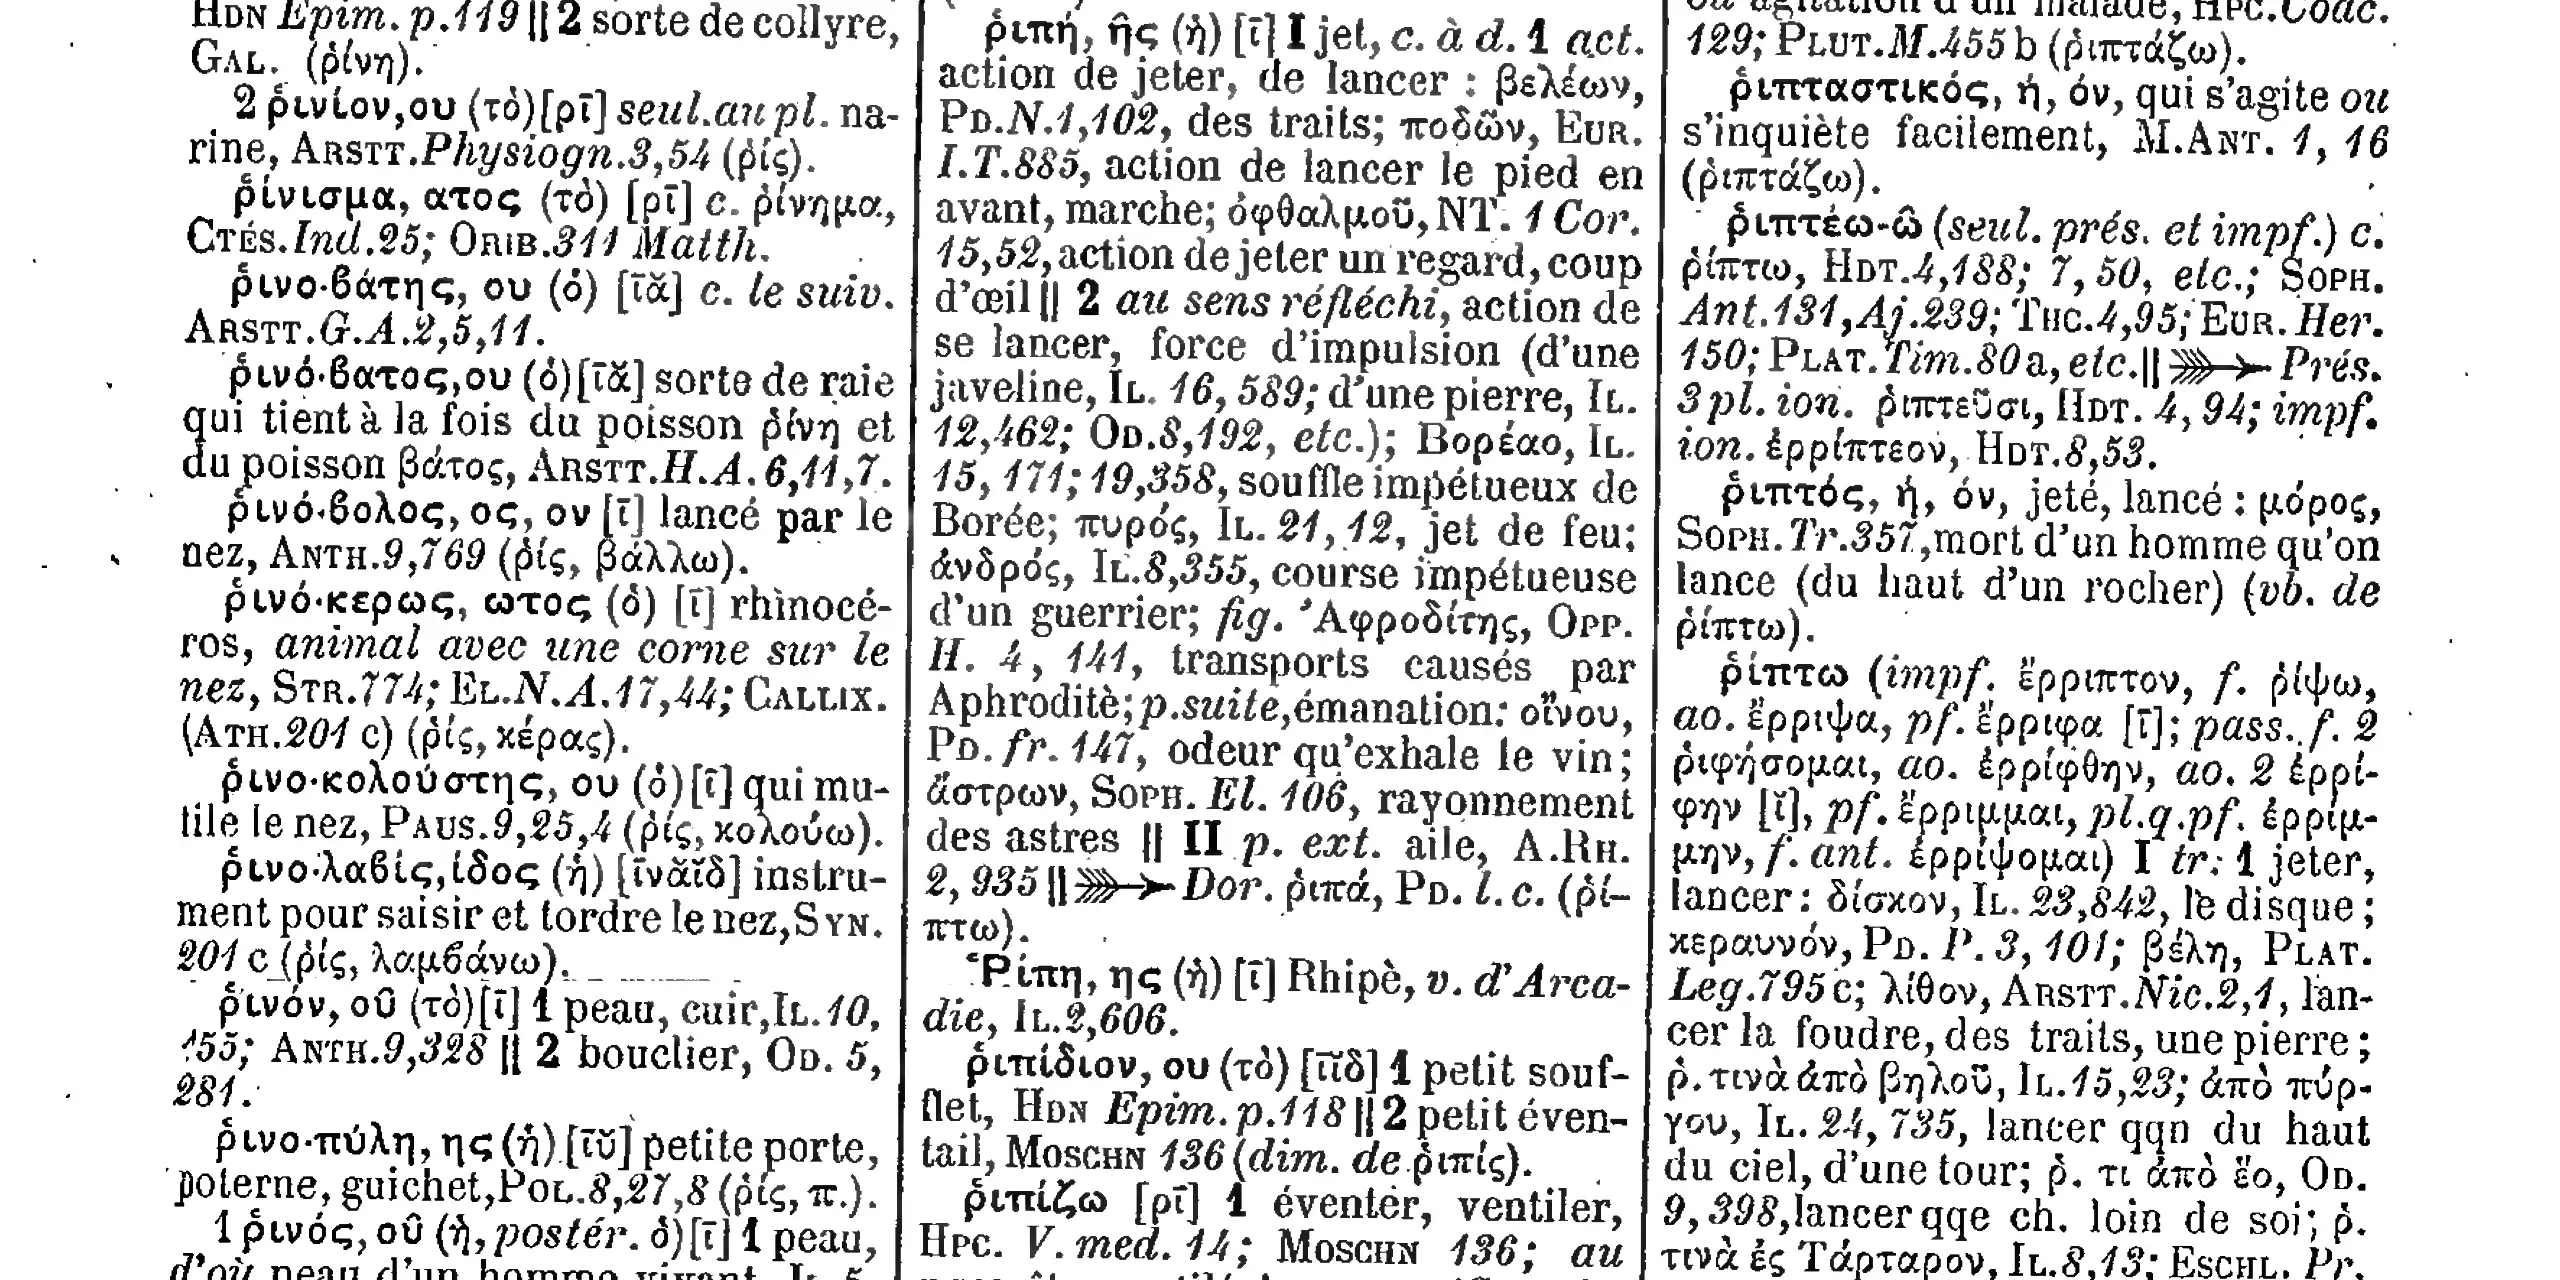 HDN Epim. p.119 || 2 sorte de collyre,
GAL. (ῥίνη).
2 ῥινίον, ου (τὸ) [ρῑ] seul. au pl. na-
rine, ARSTT. Physiogn. 3,54 (ῥίς).
ῥίνισμα, ατος (τὸ) [ρῑ] c. ῥίνημα,
CTÉS. Ind. 25; ORIB. 311 Matth.
ῥινο·βάτης, ου (ὁ) [ῑᾰ] c. le suiv.
ARSTT. G. A. 2,5,11.
ῥινό·βατος, ου (ὁ) [ῑᾰ] sorte de raie
qui tient à la fois du poisson ῥίνη et
du poisson βάτος, ARSTT. H. A. 6,11,7.
ῥινό·βολος, ος, ον [ῑ] lancé par le
nez, ANTH. 9,769 (ῥίς, βάλλω).
ῥινό·κερως, ωτος (ὁ) [ῑ] rhinocé-
ros, animal avec une corne sur le
nez, STR. 774; EL. N. A. 17,44; CALLIX.
(ATH. 201 c) (ῥίς, κέρας).
ῥινο·κολούστης, ου (ὁ) [ῑ] qui mu-
tile le nez, PAUS. 9,25,4 (ῥίς, κολούω).
ῥινο·λαβίς, ίδος (ἡ) [ῑνᾰῐδ] instru-
ment pour saisir et tordre le nez, SYN.
201 c (ῥίς, λαμβάνω).
ῥινόν, οῦ (τὸ) [ῑ] 1 peau, cuir, IL. 10,
155; ANTH. 9,328 || 2 bouclier, OD. 5,
281.
ῥινο·πύλη, ης (ἡ) [ῑῠ] petite porte,
poterne, guichet, POL. 8,27,8 (ῥίς, π.).
1 ῥινός, οῦ (ἡ, postér. ὁ) [ῑ] 1 peau,
d'où peau d'un homme vivant, IL. 5,
ῥιπή, ῆς (ἡ) [ῑ] I jet, c. à d. 1 act.
action de jeter, de lancer : βελέων,
PD. N. 1,102, des traits; ποδῶν, EUR.
I. T. 885, action de lancer le pied en
avant, marche; ὀφθαλμοῦ, NT. 1 Cor.
15,52, action de jeter un regard, coup
d'œil || 2 au sens réfléchi, action de
se lancer, force d'impulsion (d'une
javeline, IL. 16, 589; d'une pierre, IL.
12,462; OD. 8,192, etc.); Βορέαο, IL.
15, 171; 19,358, souffle impétueux de
Borée; πυρός, IL. 21, 12, jet de feu;
ἀνδρός, IL. 8,355, course impétueuse
d'un guerrier; fig. Ἀφροδίτης, OPP.
H. 4, 141, transports causés par
Aphroditè; p. suite, émanation: οἴνου,
PD. fr. 147, odeur qu'exhale le vin;
ἄστρων, SOPH. El. 106, rayonnement
des astres || II p. ext. aile, A. RH.
2, 935 || ⤖ Dor. ῥιπά, PD. l. c. (ῥί-
πτω).
Ῥίπη, ης (ἡ) [ῑ] Rhipè, v. d'Arca-
die, IL. 2,606.
ῥιπίδιον, ου (τὸ) [ῑῐδ] 1 petit souf-
flet, HDN Epim. p. 118 || 2 petit éven-
tail, MOSCHN 136 (dim. de ῥιπίς).
ῥιπίζω [ρῑ] 1 éventer, ventiler,
HPC. V. med. 14; MOSCHN 136; au
ou agitation d'un malade, HPC. Coac.
129; PLUT. M. 455 b (ῥιπτάζω).
ῥιπταστικός, ή, όν, qui s'agite ou
s'inquiète facilement, M. ANT. 1, 16
(ῥιπτάζω).
ῥιπτέω-ῶ (seul. prés. et impf.) c.
ῥίπτω, HDT. 4,188; 7, 50, etc.; SOPH.
Ant. 131, Aj. 239; THC. 4,95; EUR. Her.
150; PLAT. Tim. 80 a, etc. || ⤖ Prés.
3 pl. ion. ῥιπτεῦσι, HDT. 4, 94; impf.
ion. ἐρρίπτεον, HDT. 8,53.
ῥιπτός, ή, όν, jeté, lancé : μόρος,
SOPH. Tr. 357, mort d'un homme qu'on
lance (du haut d'un rocher) (vb. de
ῥίπτω).
ῥίπτω (impf. ἔρριπτον, f. ῥίψω,
ao. ἔρριψα, pf. ἔρριφα [ῑ]; pass. f. 2
ῥιφήσομαι, ao. ἐρρίφθην, ao. 2 ἐρρί-
φην [ῐ], pf. ἔρριμμαι, pl. q. pf. ἐρρίμ-
μην, f. ant. ἐρρίψομαι) I tr. 1 jeter,
lancer : δίσκον, IL. 23,842, le disque;
κεραυνόν, PD. P. 3, 101; βέλη, PLAT.
Leg. 795 c; λίθον, ARSTT. Nic. 2,1, lan-
cer la foudre, des traits, une pierre;
ῥ. τινὰ ἀπὸ βηλοῦ, IL. 15,23; ἀπὸ πύρ-
γου, IL. 24, 735, lancer qqn du haut
du ciel, d'une tour; ῥ. τι ἀπὸ ἕο, OD.
9, 398, lancer qqe ch. loin de soi; ῥ.
τινὰ ἐς Τάρταρον, IL. 8,13; ESCHL. Pr.